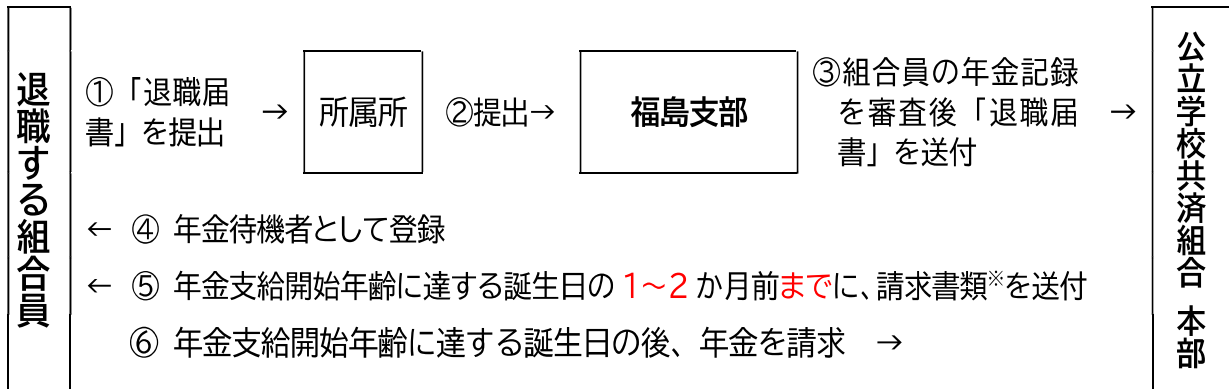 退職する組合員
①「退職届
書」を提出
→
所属所
②提出→
福島支部
③組合員の年金記録
を審査後「退職届
書」を送付
→
公立学校共済組合 本部
← ④ 年金待機者として登録
← ⑤ 年金支給開始年齢に達する誕生日の 1～2 か月前までに、請求書類※を送付
⑥ 年金支給開始年齢に達する誕生日の後、年金を請求 →